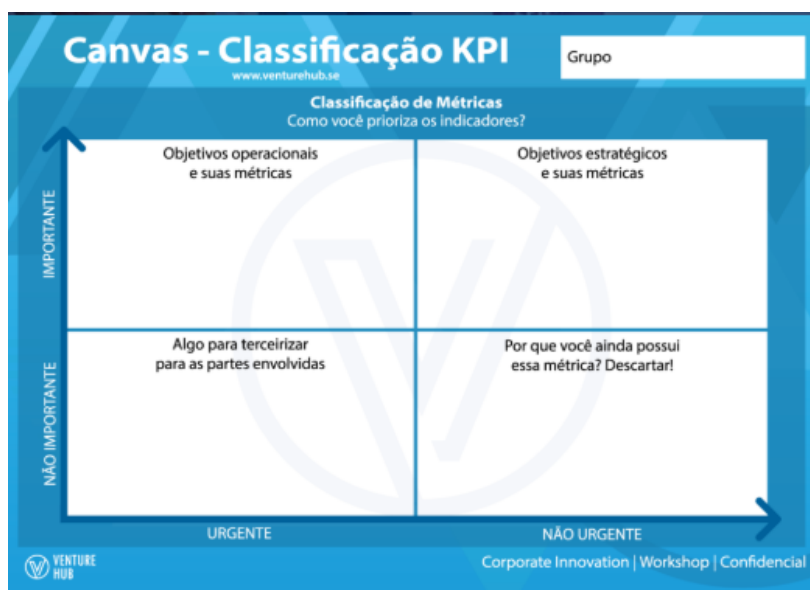 Canvas - Classificação KPI
www.venturehub.se
Grupo
Classificação de Métricas
Como você prioriza os indicadores?
IMPORTANTE
Objetivos operacionais
e suas métricas
Objetivos estratégicos
e suas métricas
NÃO IMPORTANTE
Algo para terceirizar
para as partes envolvidas
Por que você ainda possui
essa métrica? Descartar!
URGENTE
NÃO URGENTE
VENTURE
HUB
Corporate Innovation | Workshop | Confidencial